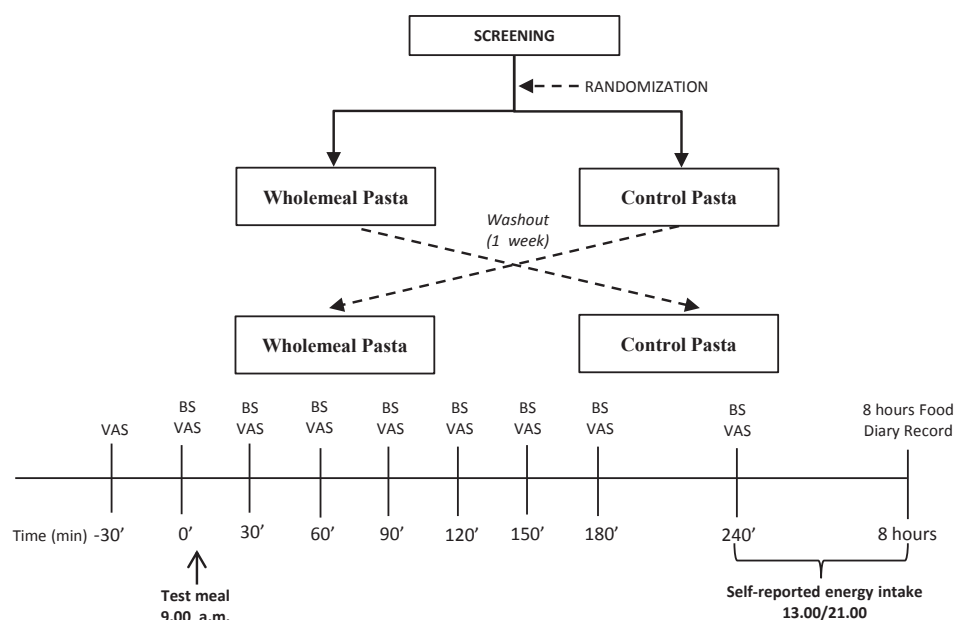 SCREENING
RANDOMIZATION
Wholemeal Pasta
Control Pasta
Washout
(1 week)
Wholemeal Pasta
Control Pasta
VAS
BS
VAS
BS
VAS
BS
VAS
BS
VAS
BS
VAS
BS
VAS
BS
VAS
BS
VAS
8 hours Food
Diary Record
Time (min) -30’ 0’ 30’ 60’ 90’ 120’ 150’ 180’ 240’ 8 hours
Test meal
9.00 a.m.
Self-reported energy intake
13.00/21.00